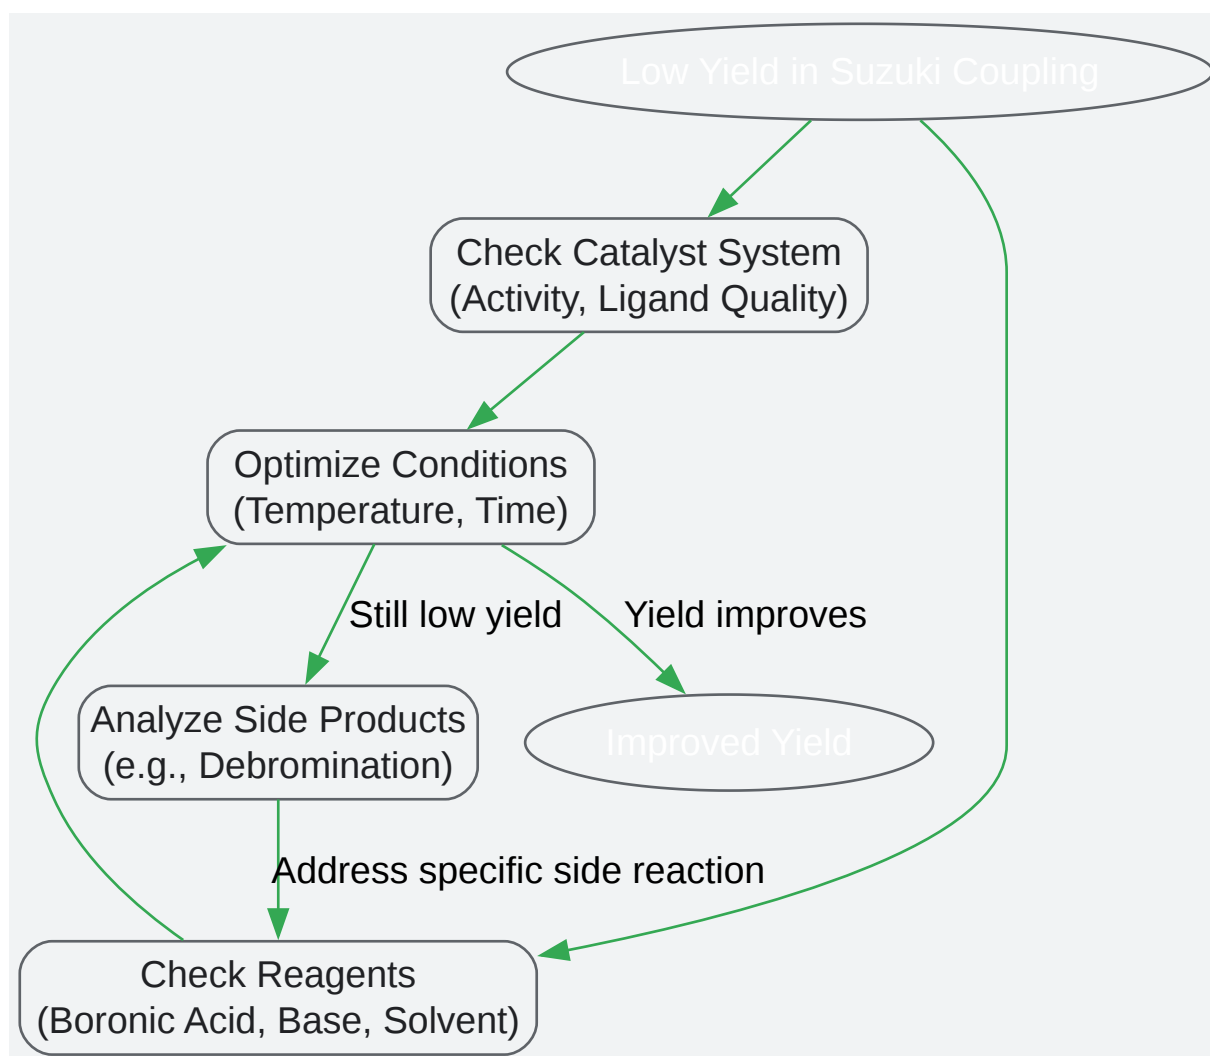 Low Yield in Suzuki Coupling
Check Catalyst System
(Activity, Ligand Quality)
Optimize Conditions
(Temperature, Time)
Still low yield
Yield improves
Analyze Side Products
(e.g., Debromination)
Improved Yield
Address specific side reaction
Check Reagents
(Boronic Acid, Base, Solvent)